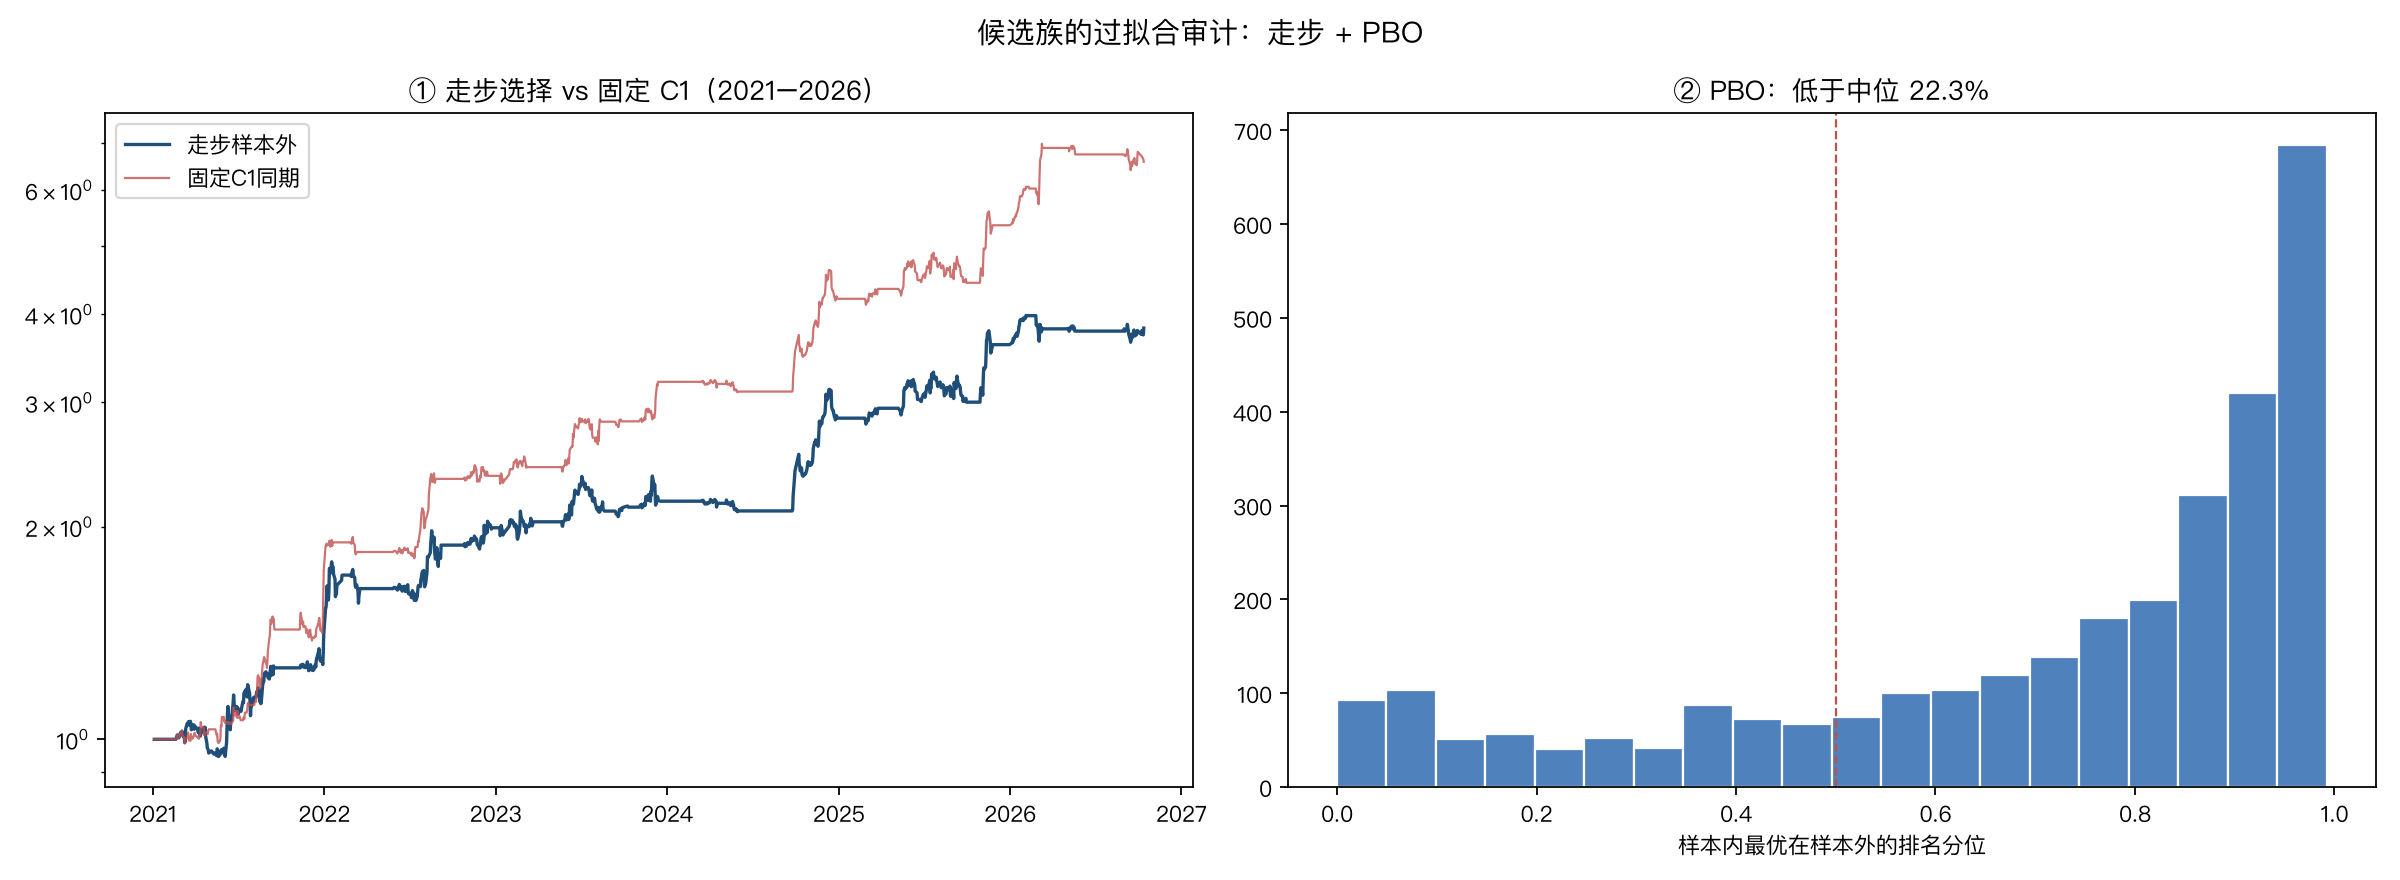 候选族的过拟合审计：走步 + PBO
① 走步选择 vs 固定 C1（2021—2026）
走步样本外
固定C1同期
6 × 10⁰
4 × 10⁰
3 × 10⁰
2 × 10⁰
10⁰
2021 2022 2023 2024 2025 2026 2027
② PBO：低于中位 22.3%
700
600
500
400
300
200
100
0
0.0 0.2 0.4 0.6 0.8 1.0
样本内最优在样本外的排名分位